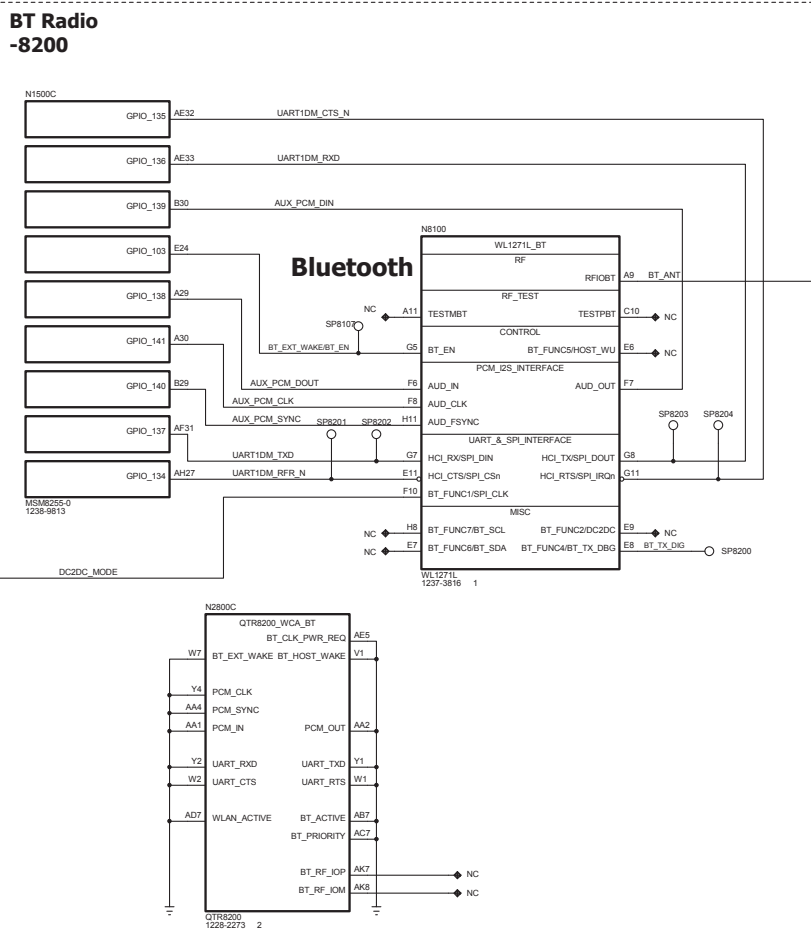 BT Radio
-8200
N1500C
GPIO_135 AE32 UART1DM_CTS_N
GPIO_136 AE33 UART1DM_RXD
GPIO_139 B30 AUX_PCM_DIN
GPIO_103 E24
GPIO_138 A29
GPIO_141 A30
GPIO_140 B29
GPIO_137 AF31
GPIO_134 AH27
MSM8255-0
1238-9813
Bluetooth
N8100
WL1271L_BT
RF
RFIOBT A9 BT_ANT
RF_TEST
NC A11 TESTMBT TESTPBT C10 NC
SP8107
CONTROL
BT_EXT_WAKE/BT_EN G5 BT_EN BT_FUNC5/HOST_WU E6 NC
PCM_I2S_INTERFACE
AUX_PCM_DOUT F6 AUD_IN AUD_OUT F7
AUX_PCM_CLK F8 AUD_CLK
AUX_PCM_SYNC H11 AUD_FSYNC
SP8201 SP8202 SP8203 SP8204
UART_& SPI_INTERFACE
UART1DM_TXD G7 HCI_RX/SPI_DIN HCI_TX/SPI_DOUT G8
UART1DM_RFR_N E11 HCI_CTS/SPI_CSn HCI_RTS/SPI_IRQn G11
F10 BT_FUNC1/SPI_CLK
MISC
NC H8 BT_FUNC7/BT_SCL BT_FUNC2/DC2DC E9 NC
NC E7 BT_FUNC6/BT_SDA BT_FUNC4/BT_TX_DBG E8 BT_TX_DIG SP8200
WL1271L
1237-3816 1
DC2DC_MODE
N2800C
QTR8200_WCA_BT
BT_CLK_PWR_REQ AE5
W7 BT_EXT_WAKE BT_HOST_WAKE V1
Y4 PCM_CLK
AA4 PCM_SYNC
AA1 PCM_IN PCM_OUT AA2
Y2 UART_RXD UART_TXD Y1
W2 UART_CTS UART_RTS W1
AD7 WLAN_ACTIVE BT_ACTIVE AB7
BT_PRIORITY AC7
BT_RF_IOP AK7 NC
BT_RF_IOM AK8 NC
QTR8200
1228-2273 2